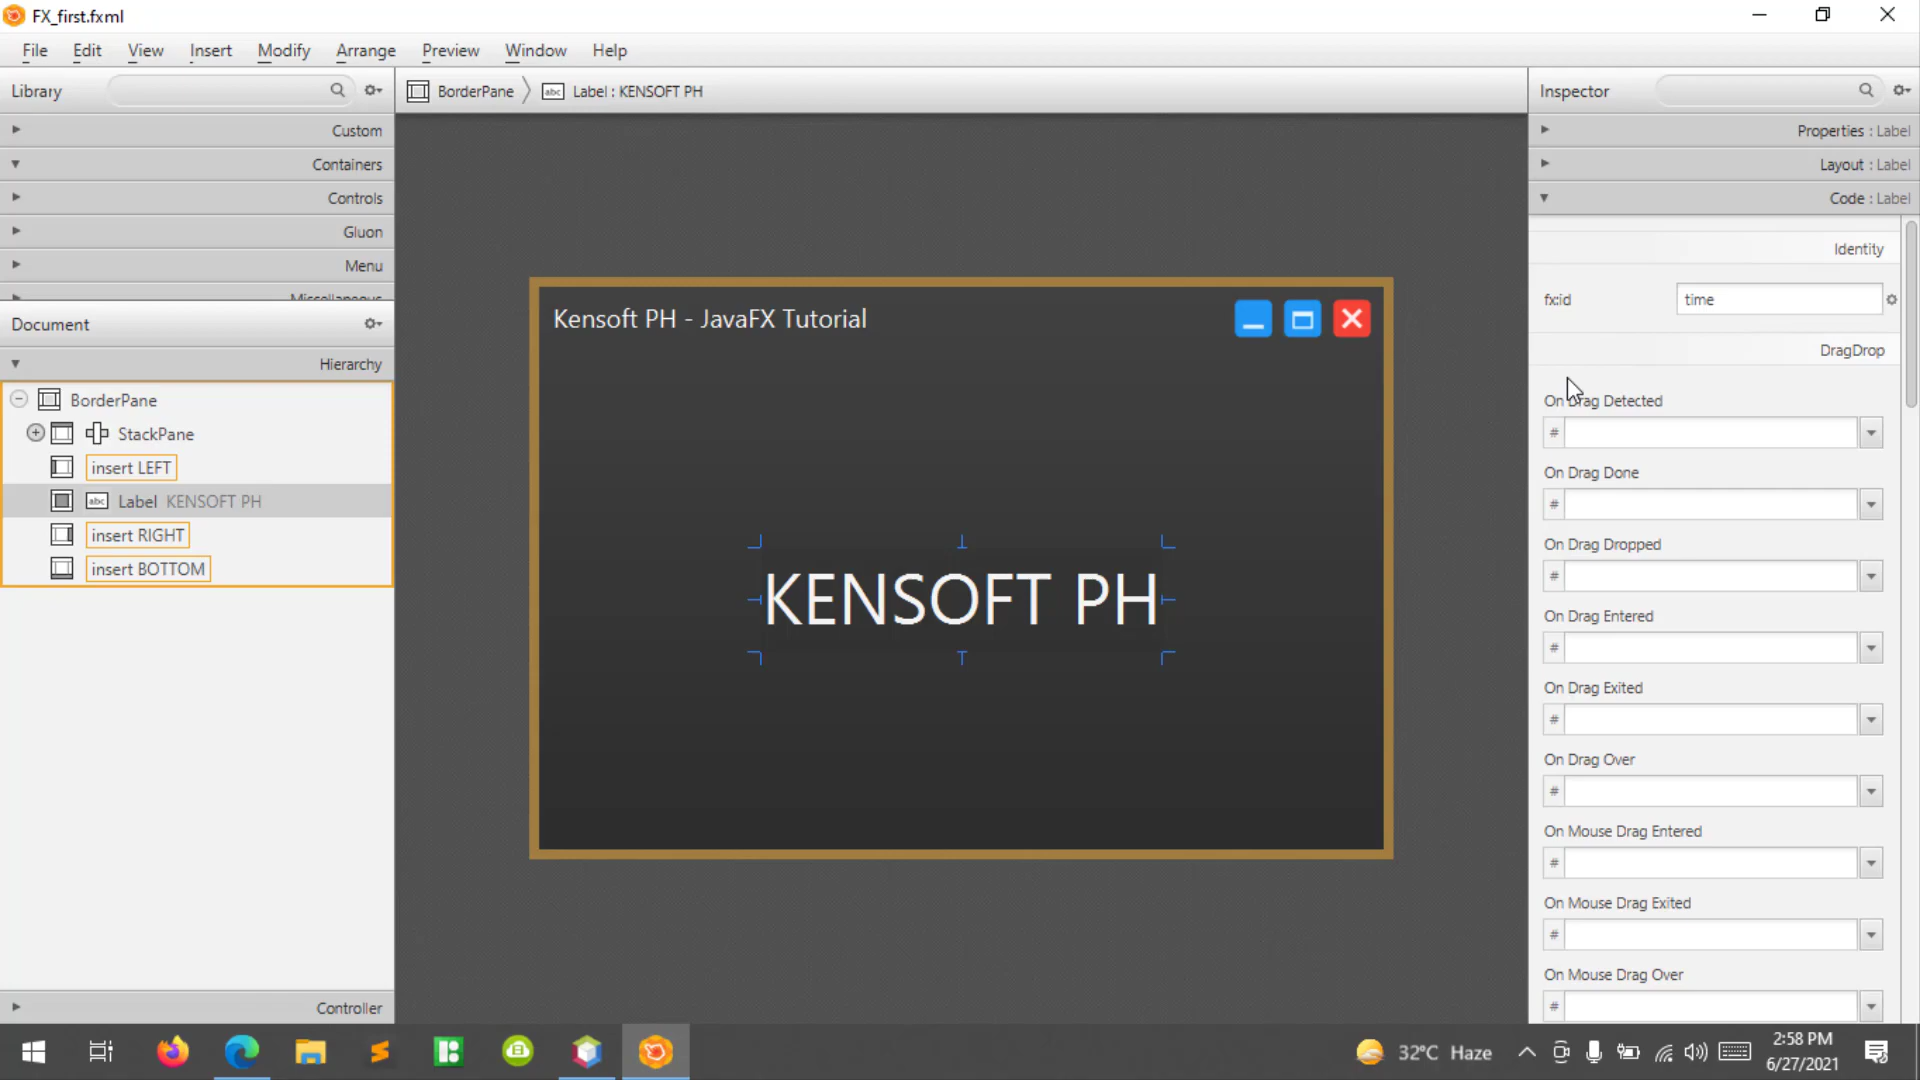 FX_first.fxml
File Edit View Insert Modify Arrange Preview Window Help
Library
Custom
Containers
Controls
Gluon
Menu
Miscellaneous
Document
Hierarchy
BorderPane
StackPane
insert LEFT
abc Label KENSOFT PH
insert RIGHT
insert BOTTOM
Controller
BorderPane abc Label : KENSOFT PH
Kensoft PH - JavaFX Tutorial
KENSOFT PH
Inspector
Properties : Label
Layout : Label
Code : Label
Identity
fx:id time
DragDrop
On Drag Detected
#
On Drag Done
#
On Drag Dropped
#
On Drag Entered
#
On Drag Exited
#
On Drag Over
#
On Mouse Drag Entered
#
On Mouse Drag Exited
#
On Mouse Drag Over
#
32°C Haze
2:58 PM
6/27/2021